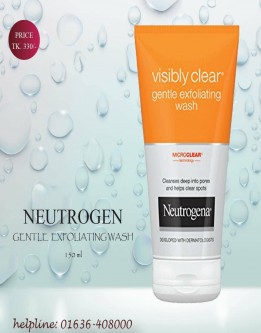 PRICE
TK. 330/-
visibly clear®
gentle exfoliating
wash
MICROCLEAR®
technology
Cleanses deep into pores
and helps clear spots
Neutrogena®
DEVELOPED WITH DERMATOLOGISTS
NEUTROGEN
GENTLE EXFOLIATING WASH
150 ml
helpline: 01636-408000